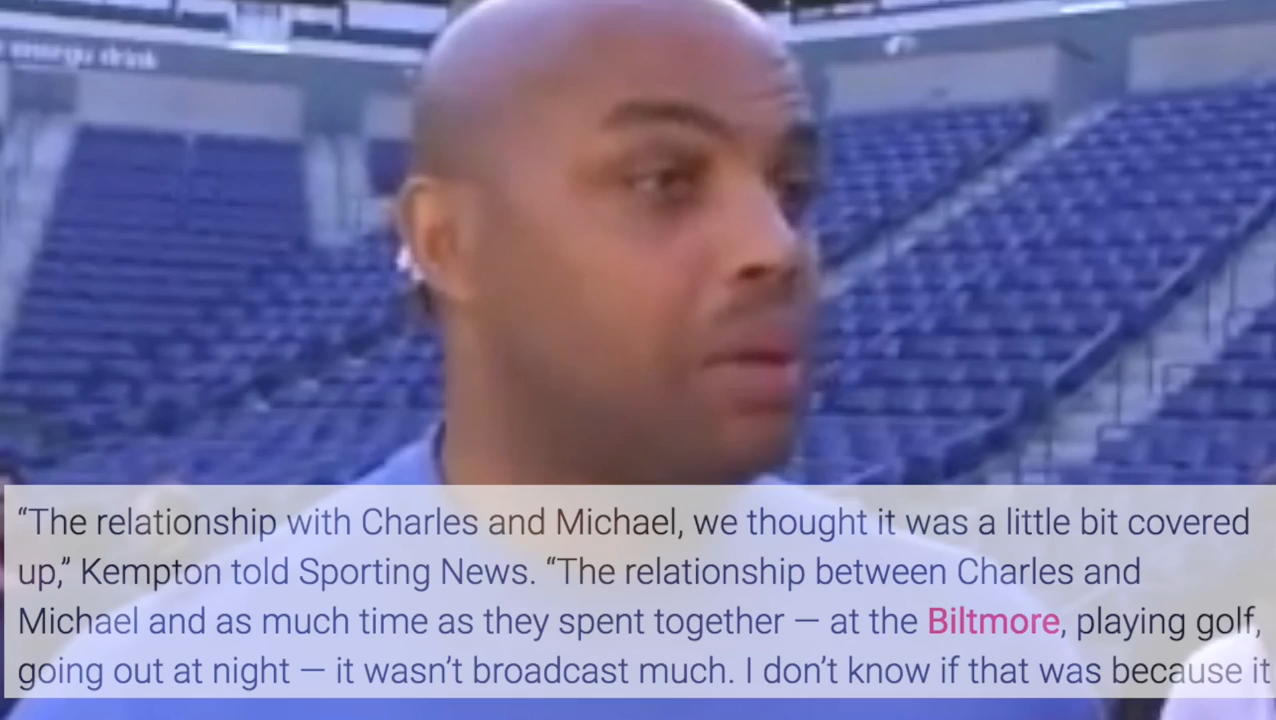 energy drink
“The relationship with Charles and Michael, we thought it was a little bit covered
up,” Kempton told Sporting News. “The relationship between Charles and
Michael and as much time as they spent together — at the Biltmore, playing golf,
going out at night — it wasn’t broadcast much. I don’t know if that was because it